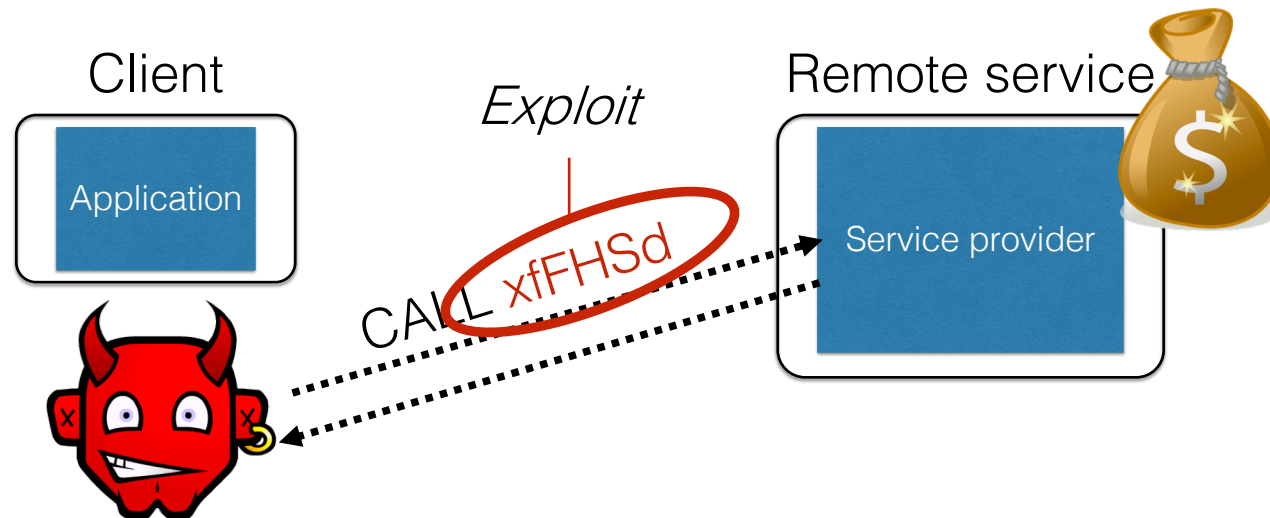 Client
Exploit
Remote service
$
Application
Service provider
CALL xfFHSd
x
x